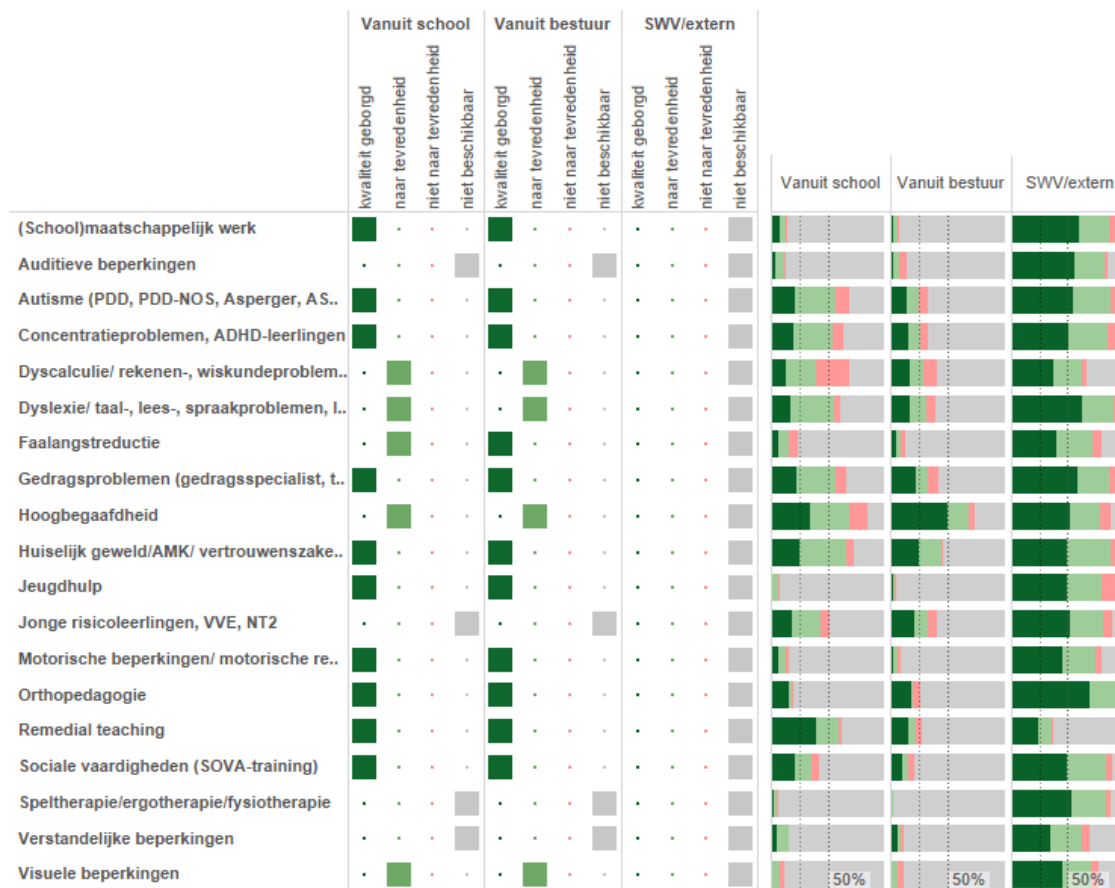 Vanuit school Vanuit bestuur SWV/extern
kwaliteit geborgd
naar tevredenheid
niet naar tevredenheid
niet beschikbaar
kwaliteit geborgd
naar tevredenheid
niet naar tevredenheid
niet beschikbaar
kwaliteit geborgd
naar tevredenheid
niet naar tevredenheid
niet beschikbaar
Vanuit school Vanuit bestuur SWV/extern
(School)maatschappelijk werk
Auditieve beperkingen
Autisme (PDD, PDD-NOS, Asperger, AS..
Concentratieproblemen, ADHD-leerlingen
Dyscalculie/ rekenen-, wiskundeproblem..
Dyslexie/ taal-, lees-, spraakproblemen, l..
Faalangstreductie
Gedragsproblemen (gedragsspecialist, t..
Hoogbegaafdheid
Huiselijk geweld/AMK/ vertrouwenszake..
Jeugdhulp
Jonge risicoleerlingen, VVE, NT2
Motorische beperkingen/ motorische re..
Orthopedagogie
Remedial teaching
Sociale vaardigheden (SOVA-training)
Speltherapie/ergotherapie/fysiotherapie
Verstandelijke beperkingen
Visuele beperkingen
50% 50% 50%